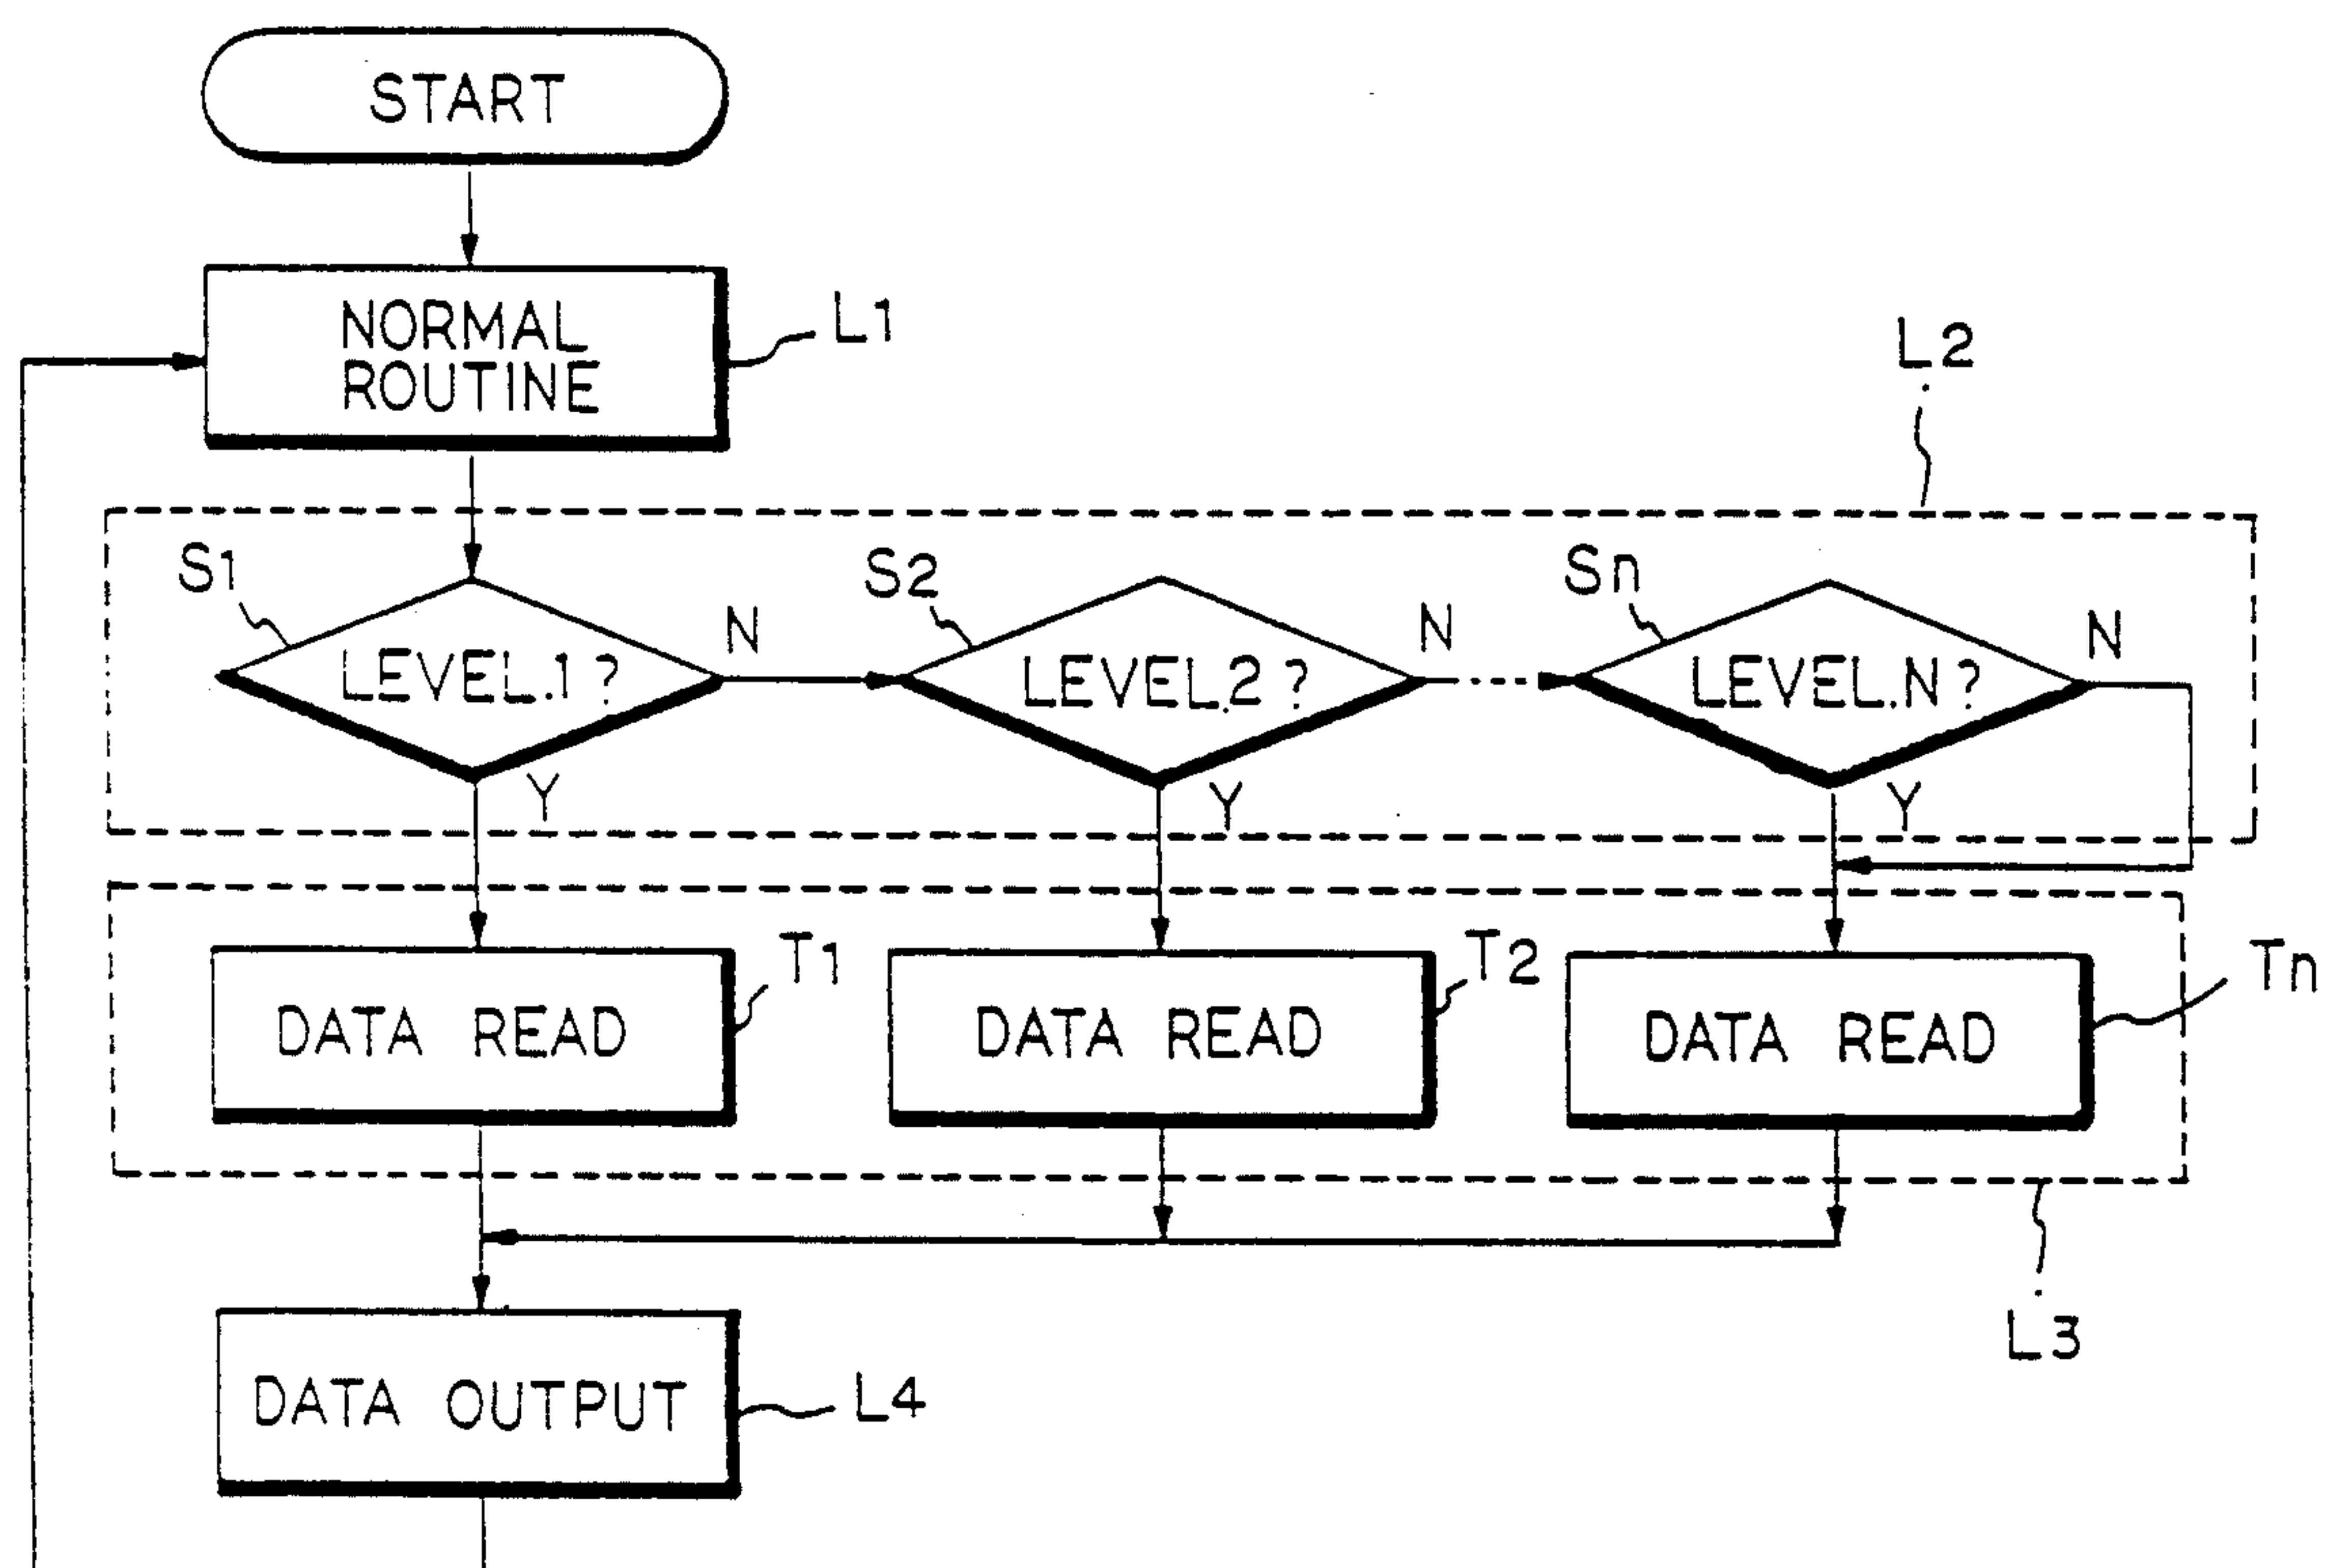 START
NORMAL
ROUTINE
L1
L2
S1
LEVEL.1?
N
Y
S2
LEVEL.2?
N
Y
Sn
LEVEL.N?
N
Y
DATA READ
T1
DATA READ
T2
DATA READ
Tn
L3
DATA OUTPUT
L4